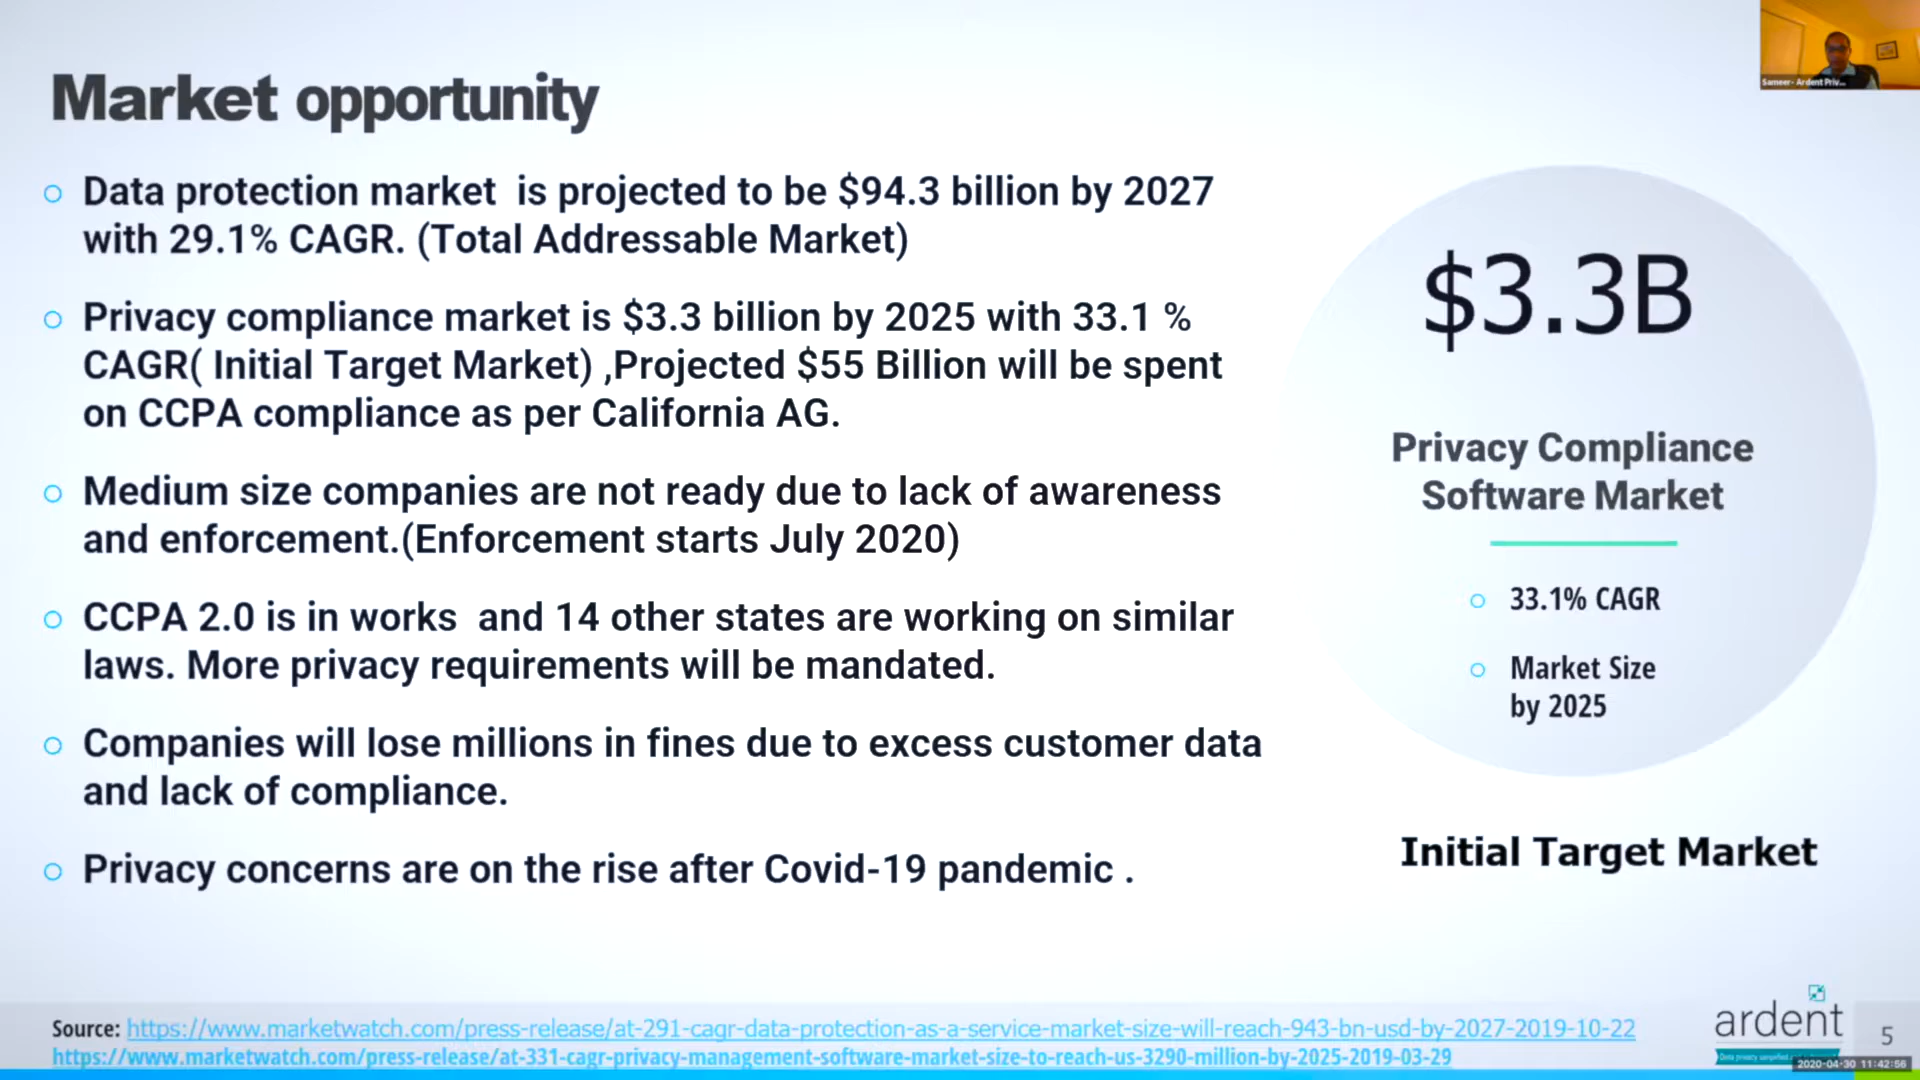 Market opportunity
Data protection market is projected to be $94.3 billion by 2027
with 29.1% CAGR. (Total Addressable Market)
Privacy compliance market is $3.3 billion by 2025 with 33.1 %
CAGR( Initial Target Market) ,Projected $55 Billion will be spent
on CCPA compliance as per California AG.
Medium size companies are not ready due to lack of awareness
and enforcement.(Enforcement starts July 2020)
CCPA 2.0 is in works and 14 other states are working on similar
laws. More privacy requirements will be mandated.
Companies will lose millions in fines due to excess customer data
and lack of compliance.
Privacy concerns are on the rise after Covid-19 pandemic .
Sameer- Ardent Priv...
$3.3B
Privacy Compliance
Software Market
33.1% CAGR
Market Size
by 2025
Initial Target Market
Source: https://www.marketwatch.com/press-release/at-291-cagr-data-protection-as-a-service-market-size-will-reach-943-bn-usd-by-2027-2019-10-22
https://www.marketwatch.com/press-release/at-331-cagr-privacy-management-software-market-size-to-reach-us-3290-million-by-2025-2019-03-29
ardent
Data privacy simplified
5
2020-04-30 11:42:56